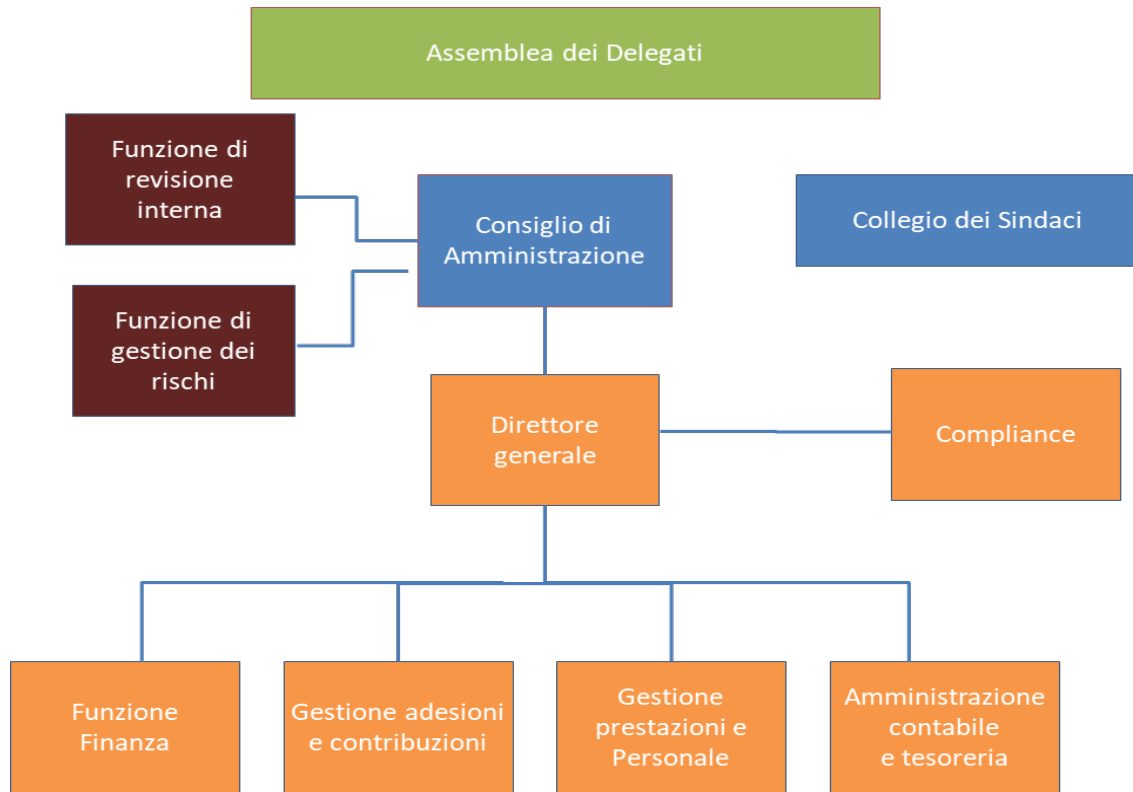 Assemblea dei Delegati
Funzione di
revisione
interna
Consiglio di
Amministrazione
Collegio dei Sindaci
Funzione di
gestione dei
rischi
Direttore
generale
Compliance
Funzione
Finanza
Gestione adesioni
e contribuzioni
Gestione
prestazioni e
Personale
Amministrazione
contabile
e tesoreria